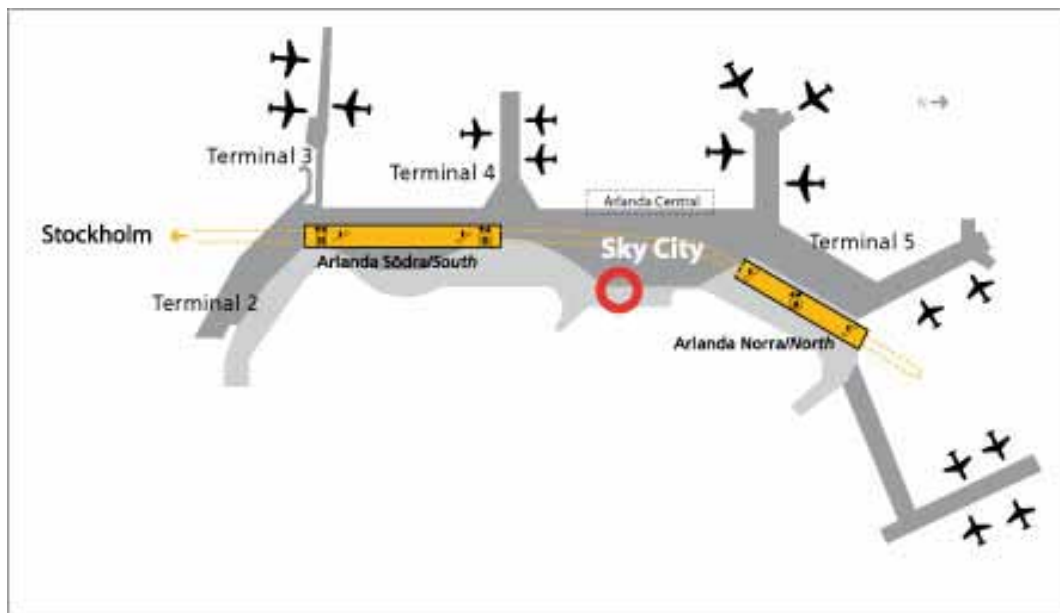 N
Terminal 3
Terminal 4
Arlanda Central
Stockholm
Sky City
Terminal 5
Arlanda Södra/South
Terminal 2
Arlanda Norra/North